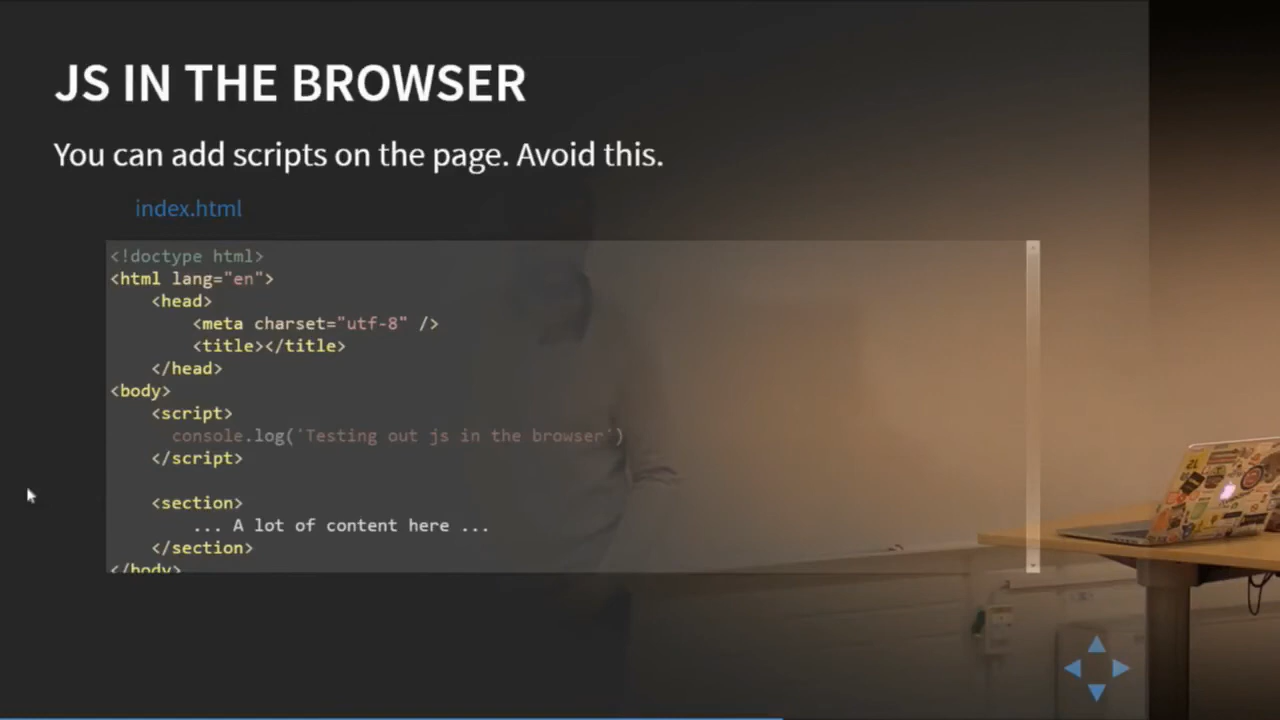 JS IN THE BROWSER
You can add scripts on the page. Avoid this.
index.html
<!doctype html>
<html lang="en">
<head>
<meta charset="utf-8" />
<title></title>
</head>
<body>
<script>
console.log('Testing out js in the browser')
</script>
<section>
... A lot of content here ...
</section>
</body>